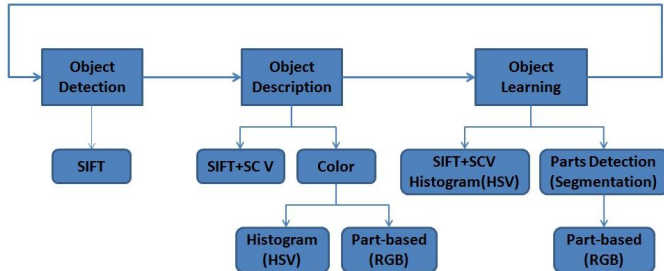 Object
Detection
Object
Description
Object
Learning
SIFT
SIFT+SC V
Color
SIFT+SCV
Histogram(HSV)
Parts Detection
(Segmentation)
Histogram
(HSV)
Part-based
(RGB)
Part-based
(RGB)